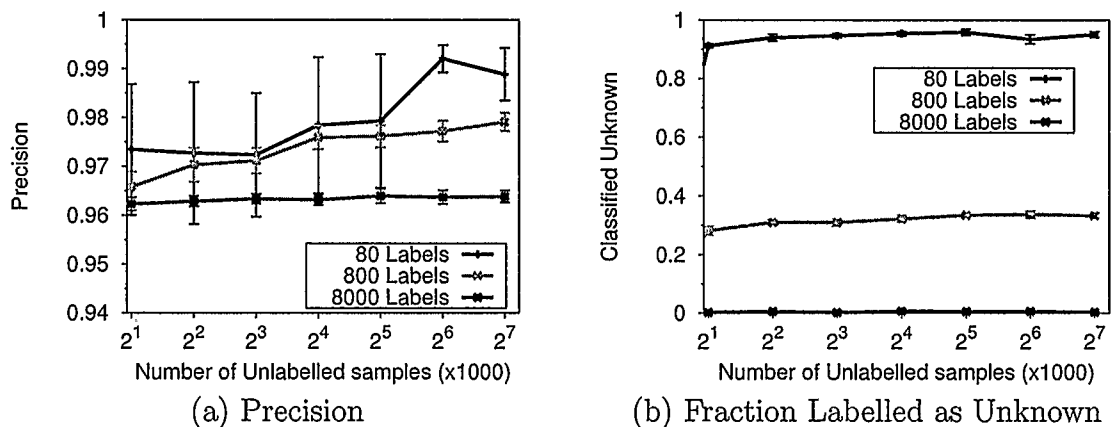 1
0.99
0.98
0.97
0.96
0.95
0.94
Precision
80 Labels
800 Labels
8000 Labels
2^1 2^2 2^3 2^4 2^5 2^6 2^7
Number of Unlabelled samples (x1000)
(a) Precision
1
0.8
0.6
0.4
0.2
0
Classified Unknown
80 Labels
800 Labels
8000 Labels
2^1 2^2 2^3 2^4 2^5 2^6 2^7
Number of Unlabelled samples (x1000)
(b) Fraction Labelled as Unknown